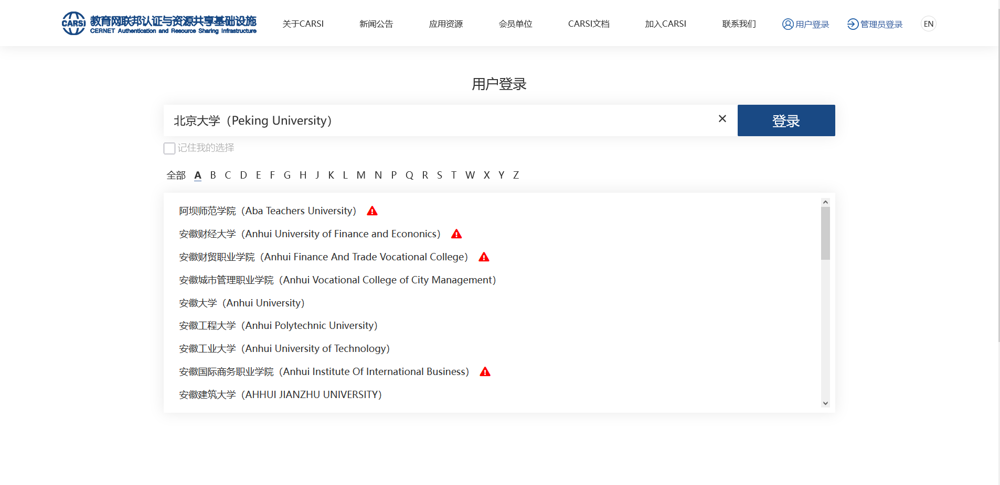 CARSI 教育网联邦认证与资源共享基础设施
CERNET Authentication and Resource Sharing Infrastructure
关于CARSI 新闻公告 应用资源 会员单位 CARSI文档 加入CARSI 联系我们 用户登录 管理员登录 EN
用户登录
北京大学（Peking University） 登录
记住我的选择
全部 A B C D E F G H J K L M N P Q R S T W X Y Z
阿坝师范学院（Aba Teachers University）
安徽财经大学（Anhui University of Finance and Econonics）
安徽财贸职业学院（Anhui Finance And Trade Vocational College）
安徽城市管理职业学院（Anhui Vocational College of City Management）
安徽大学（Anhui University）
安徽工程大学（Anhui Polytechnic University）
安徽工业大学（Anhui University of Technology）
安徽国际商务职业学院（Anhui Institute Of International Business）
安徽建筑大学（AHHUI JIANZHU UNIVERSITY）